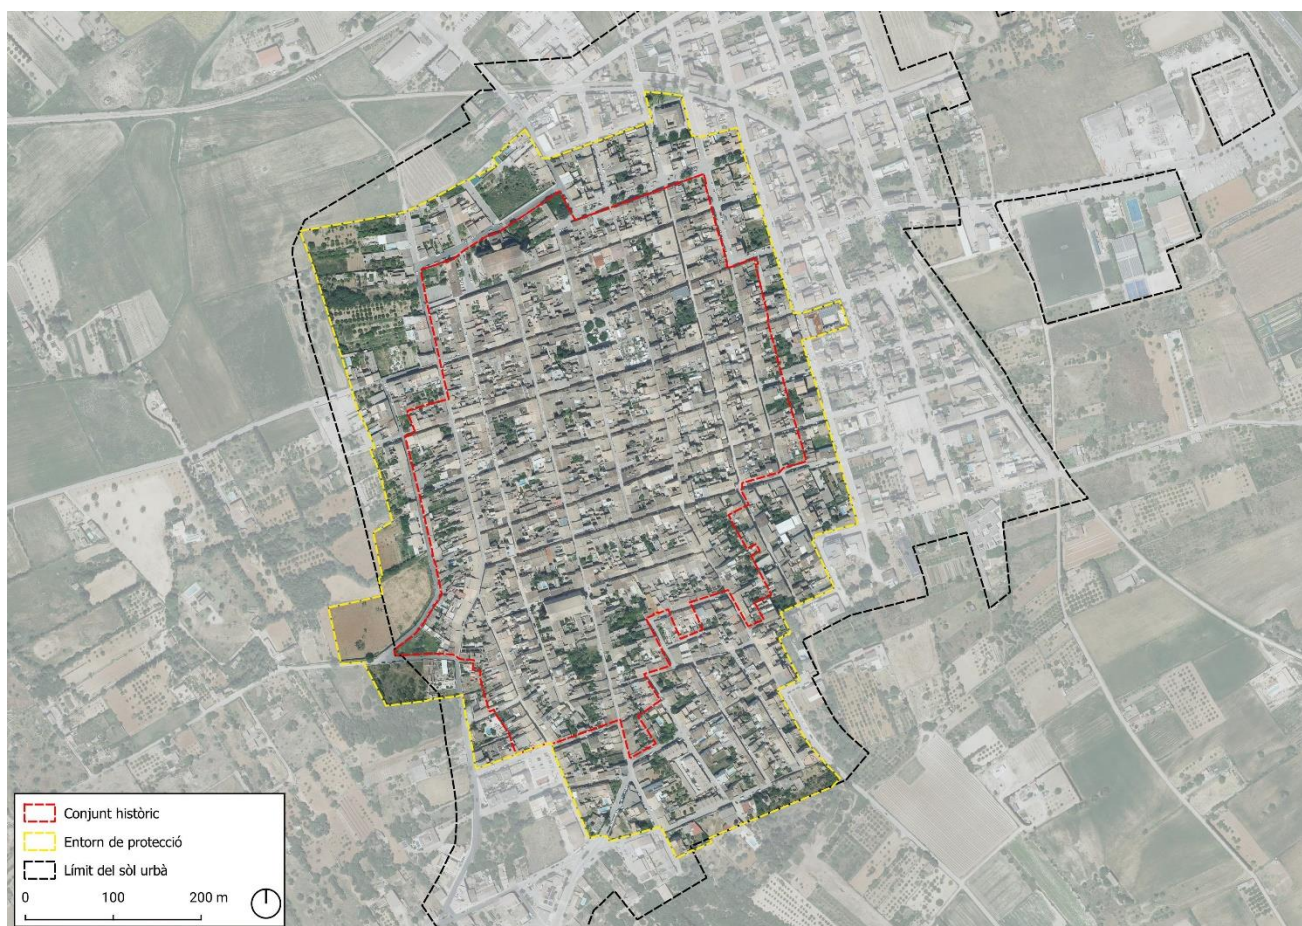 Conjunt històric
Entorn de protecció
Límit del sòl urbà
0 100 200 m